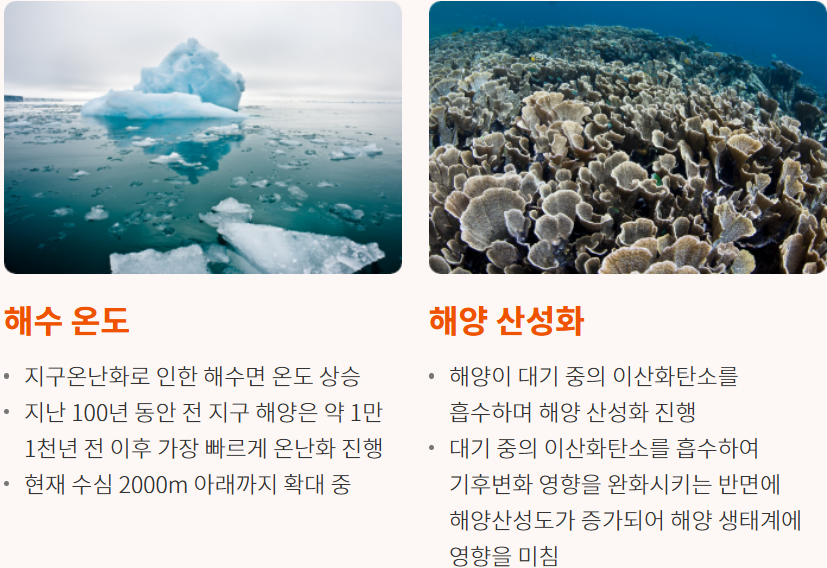 해수 온도
• 지구온난화로 인한 해수면 온도 상승
• 지난 100년 동안 전 지구 해양은 약 1만
1천년 전 이후 가장 빠르게 온난화 진행
• 현재 수심 2000m 아래까지 확대 중
해양 산성화
• 해양이 대기 중의 이산화탄소를
흡수하며 해양 산성화 진행
• 대기 중의 이산화탄소를 흡수하여
기후변화 영향을 완화시키는 반면에
해양산성도가 증가되어 해양 생태계에
영향을 미침